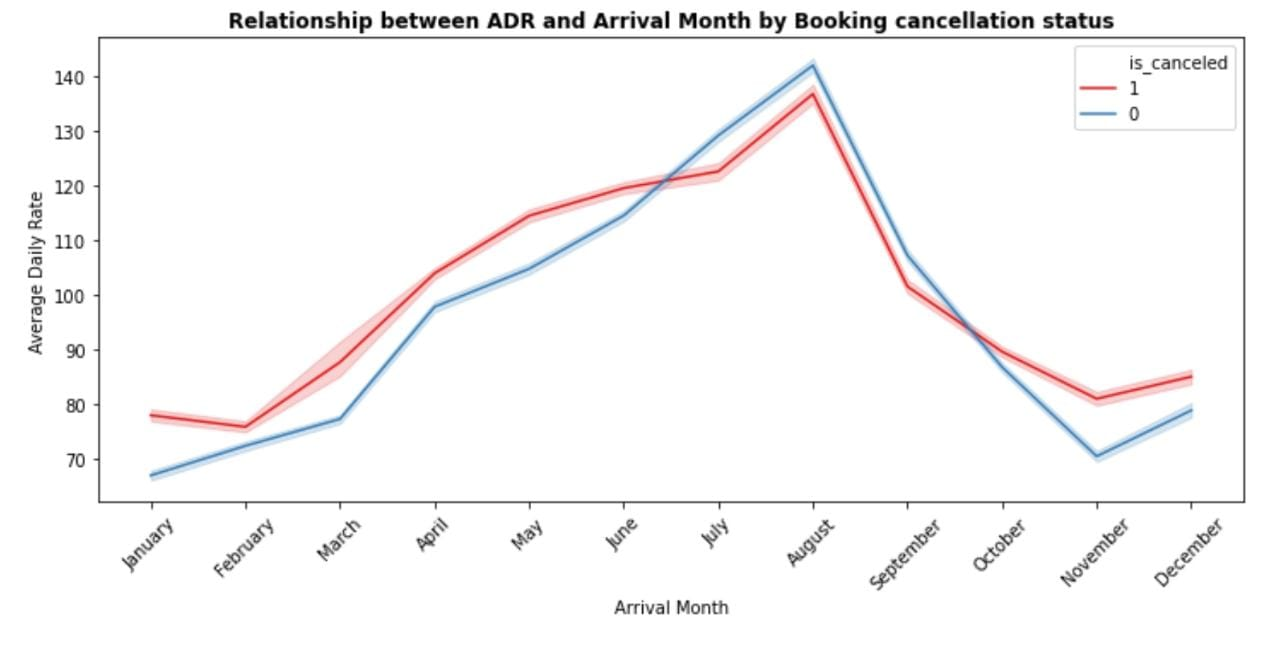 Relationship between ADR and Arrival Month by Booking cancellation status
is_canceled
1
0
Average Daily Rate
140
130
120
110
100
90
80
70
January
February
March
April
May
June
July
August
September
October
November
December
Arrival Month